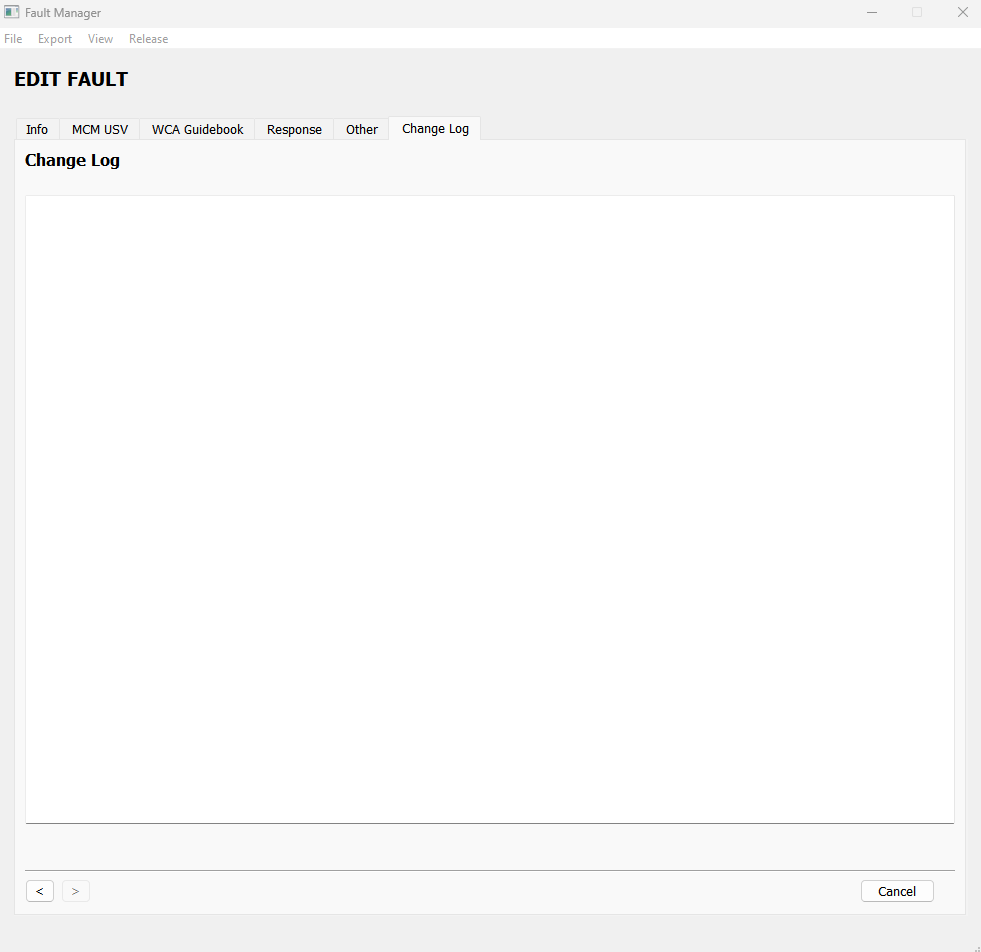 Fault Manager
File Export View Release
EDIT FAULT
Info MCM USV WCA Guidebook Response Other Change Log
Change Log
< > Cancel